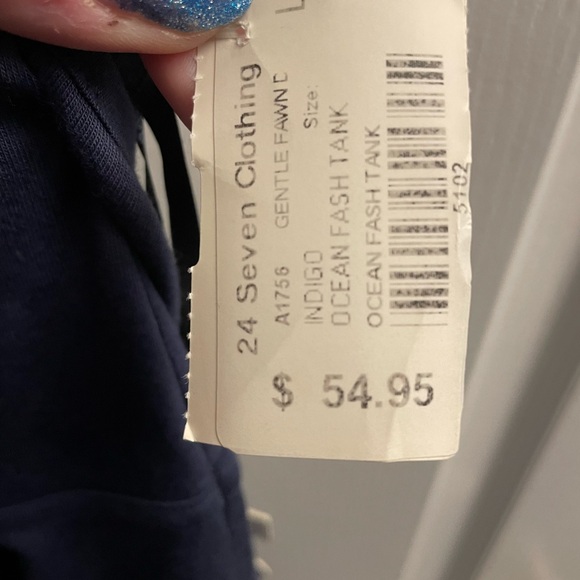 24 Seven Clothing
A1756 GENTLE FAWN D
Size: L
INDIGO
OCEAN FASH TANK
OCEAN FASH TANK
5102
$ 54.95